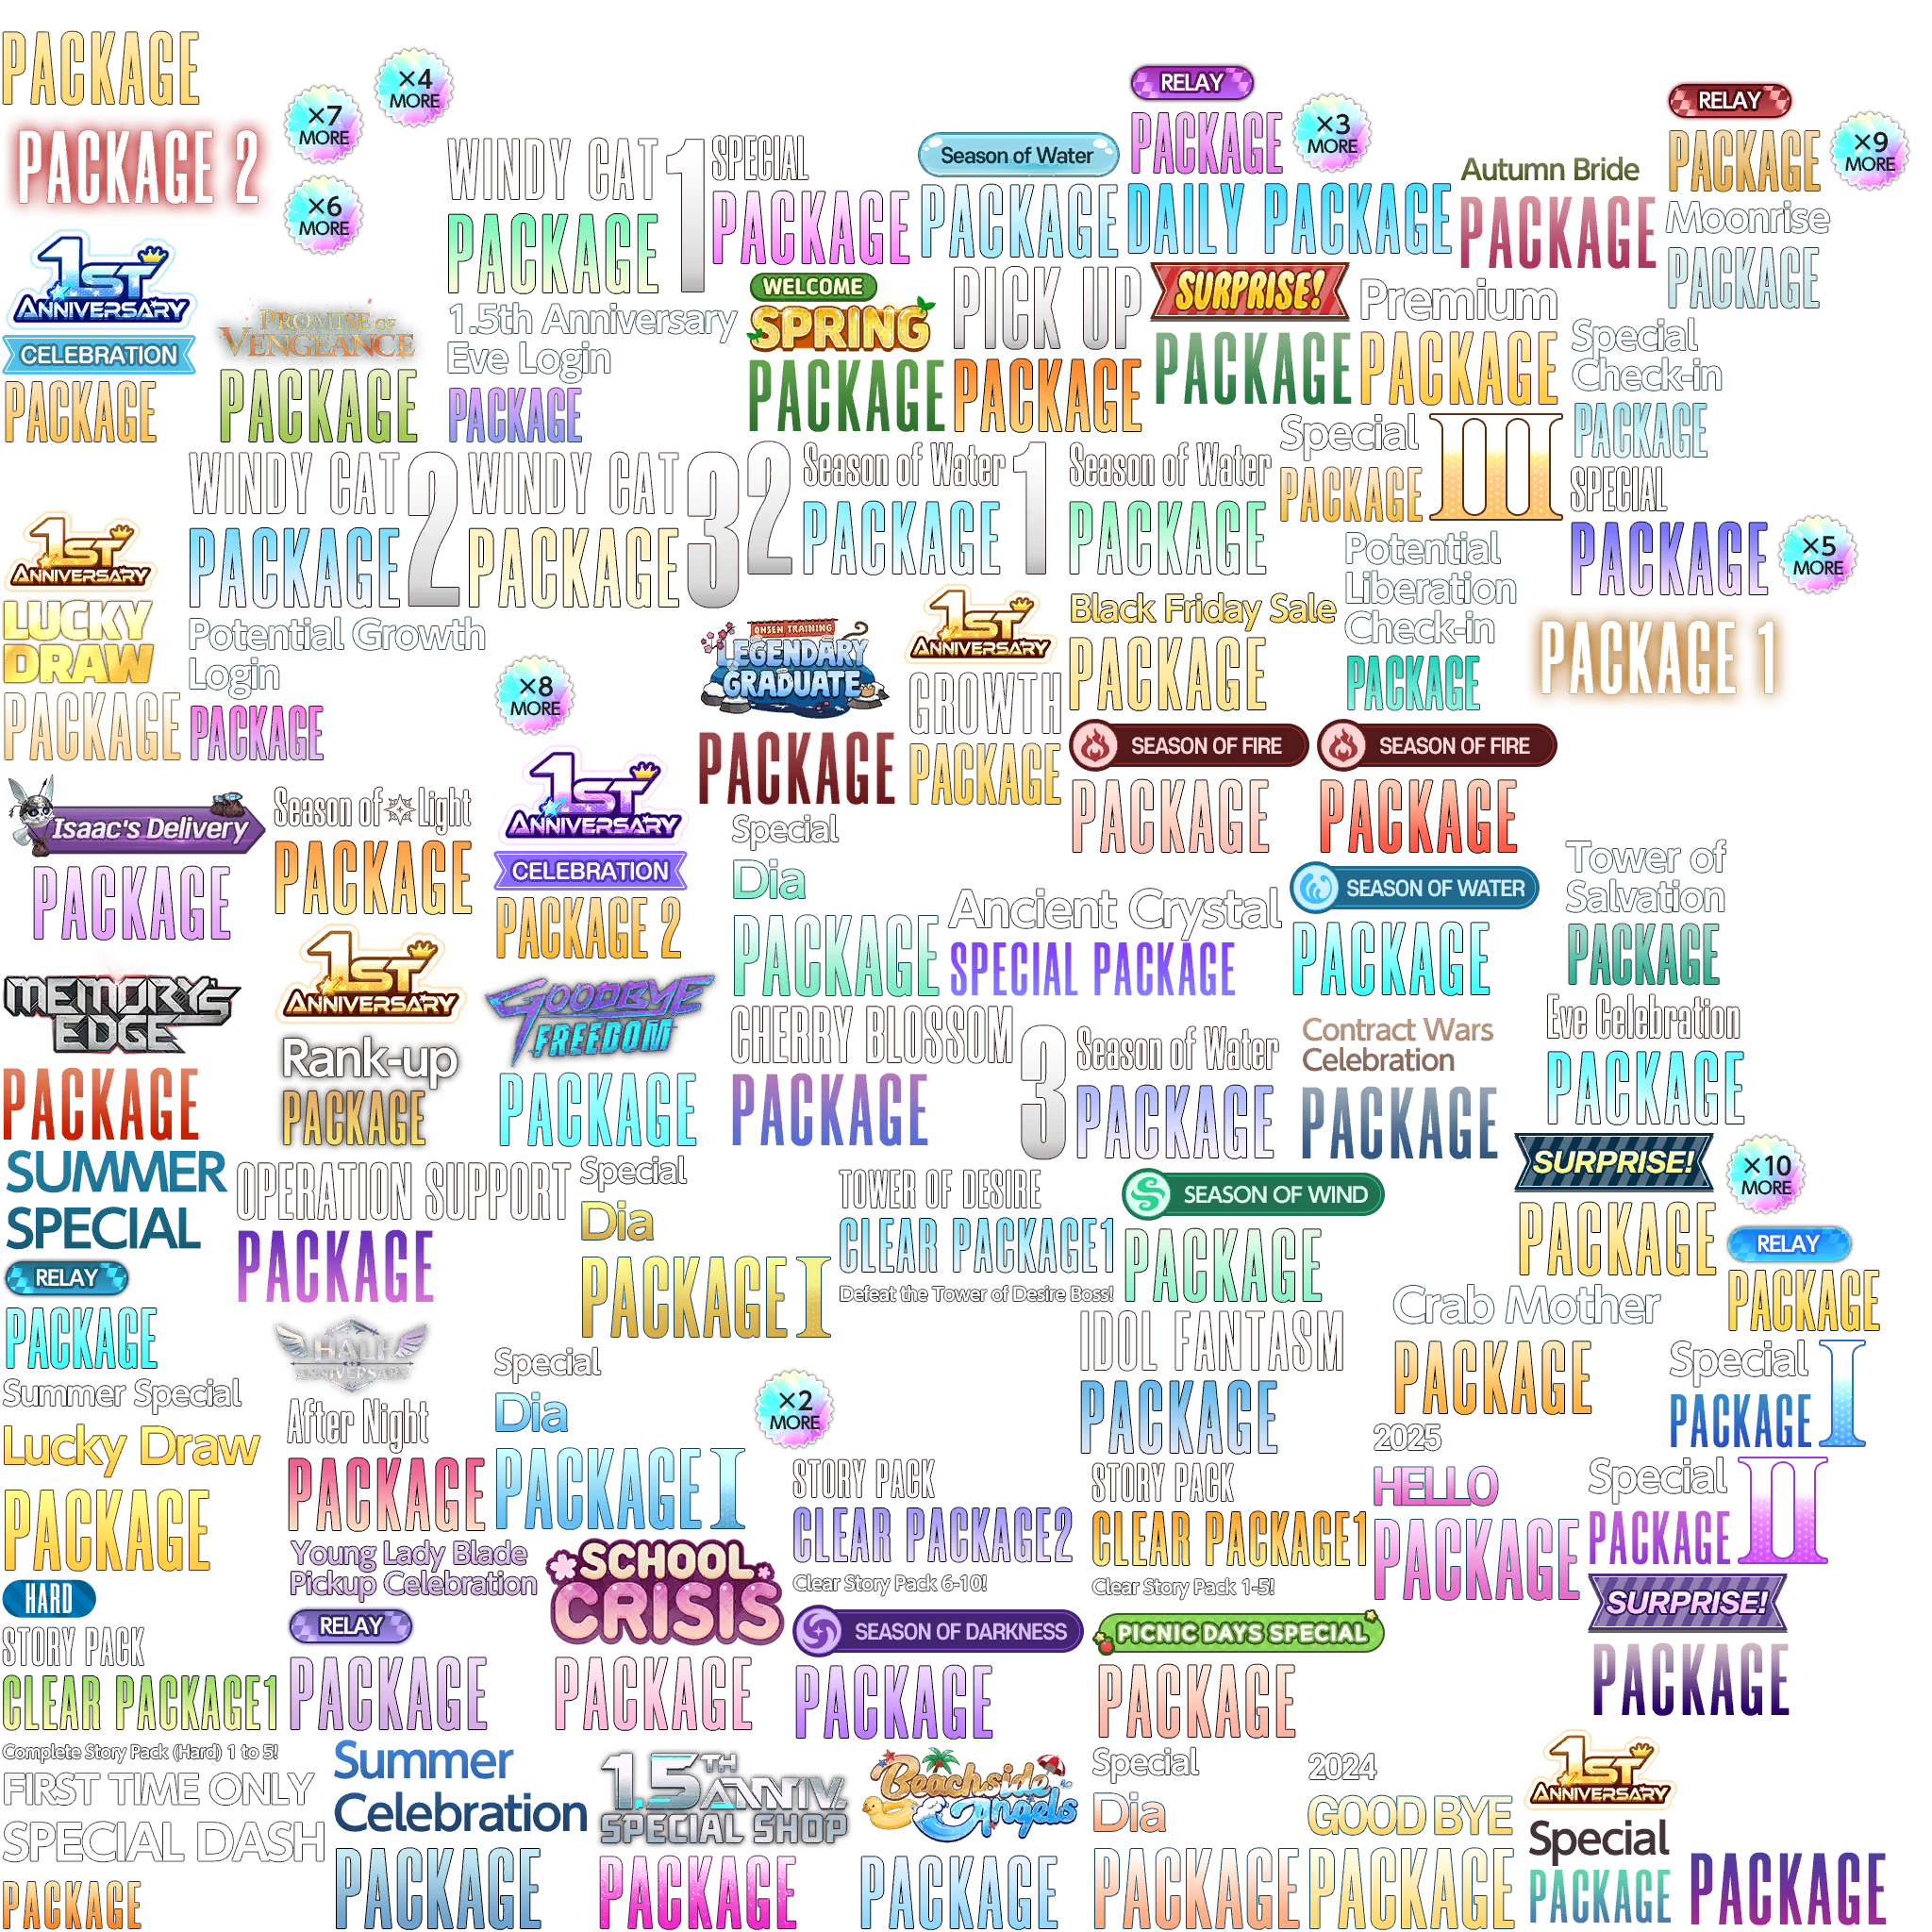 PACKAGE
PACKAGE 2
×7
MORE
×4
MORE
×6
MORE
1ST
ANNIVERSARY
CELEBRATION
PACKAGE
PROMISE OF
VENGEANCE
PACKAGE
WINDY CAT
PACKAGE
1
1.5th Anniversary
Eve Login
PACKAGE
SPECIAL
PACKAGE
WELCOME
SPRING
PACKAGE
Season of Water
PACKAGE
PICK UP
PACKAGE
RELAY
PACKAGE
×3
MORE
DAILY PACKAGE
SURPRISE!
PACKAGE
Autumn Bride
PACKAGE
Premium
PACKAGE
RELAY
PACKAGE
×9
MORE
Moonrise
PACKAGE
Special
Check-in
PACKAGE
WINDY CAT
PACKAGE
2
WINDY CAT
PACKAGE
3
2
Season of Water
PACKAGE
1
Season of Water
PACKAGE
Special
PACKAGE
III
SPECIAL
PACKAGE
×5
MORE
1ST
ANNIVERSARY
LUCKY
DRAW
PACKAGE
Potential Growth
Login
PACKAGE
×8
MORE
ONSEN TRAINING
LEGENDARY
GRADUATE
PACKAGE
1ST
ANNIVERSARY
GROWTH
PACKAGE
Black Friday Sale
PACKAGE
Potential
Liberation
Check-in
PACKAGE
PACKAGE 1
SEASON OF FIRE
PACKAGE
SEASON OF FIRE
PACKAGE
Isaac's Delivery
PACKAGE
Season of Light
PACKAGE
1ST
ANNIVERSARY
CELEBRATION
PACKAGE 2
Special
Dia
PACKAGE
Ancient Crystal
SPECIAL PACKAGE
SEASON OF WATER
PACKAGE
Tower of
Salvation
PACKAGE
MEMORY'S
EDGE
PACKAGE
1ST
ANNIVERSARY
Rank-up
PACKAGE
GOODBYE
FREEDOM
PACKAGE
CHERRY BLOSSOM
PACKAGE
3
Season of Water
PACKAGE
Contract Wars
Celebration
PACKAGE
Eve Celebration
PACKAGE
SUMMER
SPECIAL
RELAY
PACKAGE
OPERATION SUPPORT
PACKAGE
Special
Dia
PACKAGE I
TOWER OF DESIRE
CLEAR PACKAGE1
Defeat the Tower of Desire Boss!
SEASON OF WIND
PACKAGE
SURPRISE!
PACKAGE
×10
MORE
RELAY
PACKAGE
Summer Special
Lucky Draw
PACKAGE
HALF
ANNIVERSARY
After Night
PACKAGE
Special
Dia
PACKAGE I
×2
MORE
IDOL FANTASM
PACKAGE
Crab Mother
PACKAGE
Special
PACKAGE
I
STORY PACK
CLEAR PACKAGE2
Clear Story Pack 6-10!
STORY PACK
CLEAR PACKAGE1
Clear Story Pack 1-5!
2025
HELLO
PACKAGE
Special
PACKAGE
II
HARD
STORY PACK
CLEAR PACKAGE1
Complete Story Pack (Hard) 1 to 5!
Young Lady Blade
Pickup Celebration
RELAY
PACKAGE
SCHOOL
CRISIS
PACKAGE
SEASON OF DARKNESS
PACKAGE
PICNIC DAYS SPECIAL
PACKAGE
SURPRISE!
PACKAGE
FIRST TIME ONLY
SPECIAL DASH
PACKAGE
Summer
Celebration
PACKAGE
1.5TH ANNIV.
SPECIAL SHOP
PACKAGE
Beachside
Angels
PACKAGE
Special
Dia
PACKAGE
2024
GOOD BYE
PACKAGE
1ST
ANNIVERSARY
Special
PACKAGE
PACKAGE